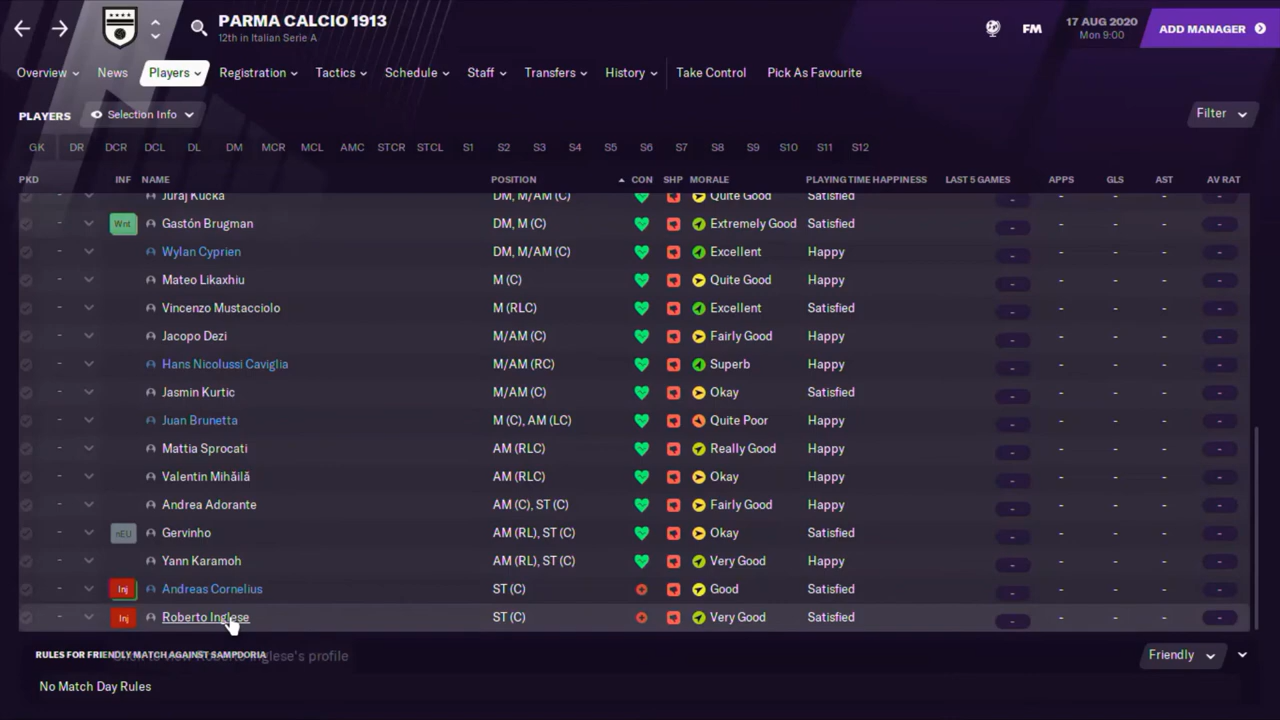 PARMA CALCIO 1913
12th in Italian Serie A
FM
17 AUG 2020
Mon 9:00
ADD MANAGER
Overview News Players Registration Tactics Schedule Staff Transfers History Take Control Pick As Favourite
PLAYERS Selection Info Filter
GK DR DCR DCL DL DM MCR MCL AMC STCR STCL S1 S2 S3 S4 S5 S6 S7 S8 S9 S10 S11 S12
PKD INF NAME POSITION CON SHP MORALE PLAYING TIME HAPPINESS LAST 5 GAMES APPS GLS AST AV RAT
Juraj Kucka DM, M/AM (C) Quite Good Satisfied - - - - -
- Wnt Gastón Brugman DM, M (C) Extremely Good Satisfied - - - - -
- Wylan Cyprien DM, M/AM (C) Excellent Happy - - - - -
- Mateo Likaxhiu M (C) Quite Good Happy - - - - -
- Vincenzo Mustacciolo M (RLC) Excellent Satisfied - - - - -
- Jacopo Dezi M/AM (C) Fairly Good Happy - - - - -
- Hans Nicolussi Caviglia M/AM (RC) Superb Happy - - - - -
- Jasmin Kurtic M/AM (C) Okay Satisfied - - - - -
- Juan Brunetta M (C), AM (LC) Quite Poor Happy - - - - -
- Mattia Sprocati AM (RLC) Really Good Happy - - - - -
- Valentin Mihăilă AM (RLC) Okay Happy - - - - -
- Andrea Adorante AM (C), ST (C) Fairly Good Happy - - - - -
- nEU Gervinho AM (RL), ST (C) Okay Satisfied - - - - -
- Yann Karamoh AM (RL), ST (C) Very Good Happy - - - - -
- Inj Andreas Cornelius ST (C) Good Satisfied - - - - -
- Inj Roberto Inglese ST (C) Very Good Satisfied - - - - -
RULES FOR FRIENDLY MATCH AGAINST SAMPDORIA Friendly
Inglese's profile
No Match Day Rules